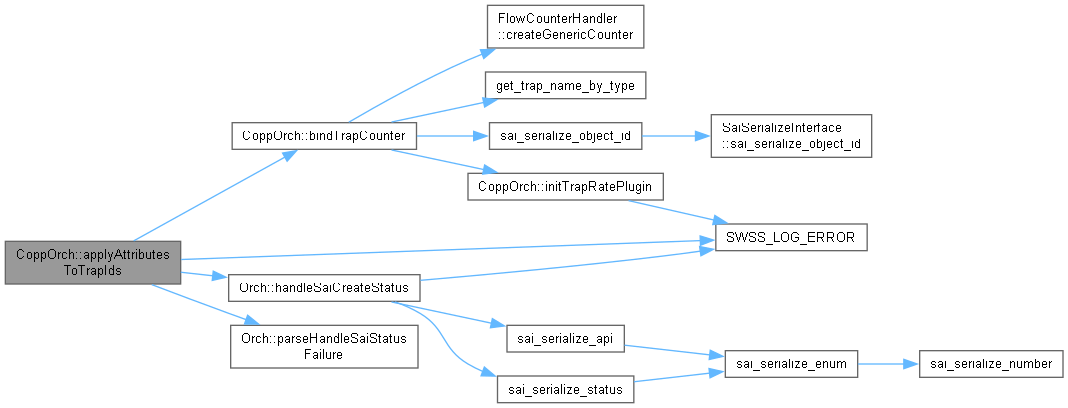 FlowCounterHandler
::createGenericCounter
get_trap_name_by_type
CoppOrch::bindTrapCounter
sai_serialize_object_id
SaiSerializeInterface
::sai_serialize_object_id
CoppOrch::initTrapRatePlugin
SWSS_LOG_ERROR
CoppOrch::applyAttributes
ToTrapIds
Orch::handleSaiCreateStatus
Orch::parseHandleSaiStatus
Failure
sai_serialize_api
sai_serialize_enum
sai_serialize_number
sai_serialize_status